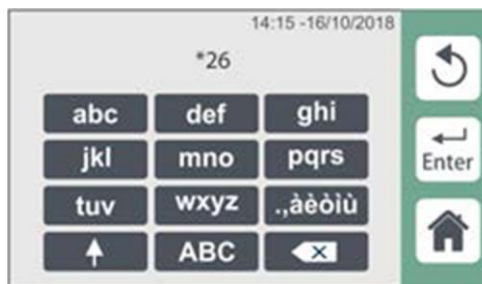 14:15 -16/10/2018
*26
abc def ghi
jkl mno pqrs
tuv wxyz .,àèòìù
ABC
Enter